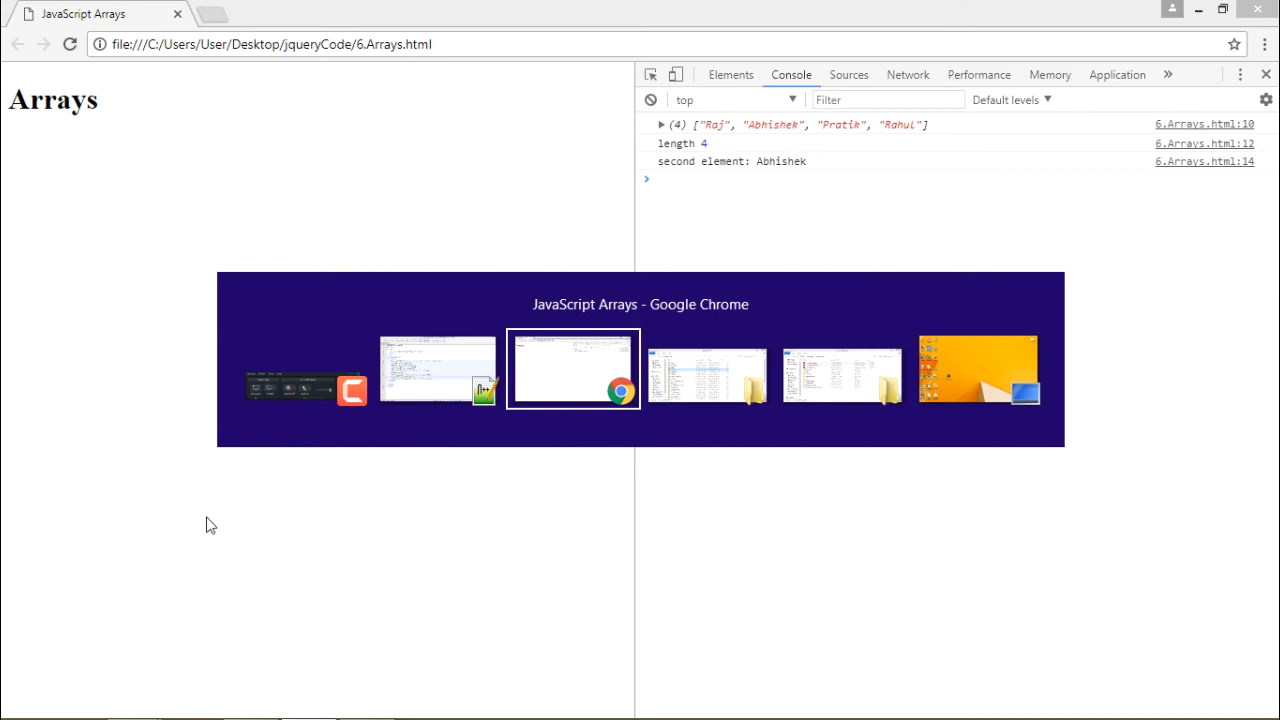 JavaScript Arrays
file:///C:/Users/User/Desktop/jqueryCode/6.Arrays.html
Arrays
Elements Console Sources Network Performance Memory Application »
top Filter Default levels
(4) ["Raj", "Abhishek", "Pratik", "Rahul"] 6.Arrays.html:10
length 4 6.Arrays.html:12
second element: Abhishek 6.Arrays.html:14
JavaScript Arrays - Google Chrome